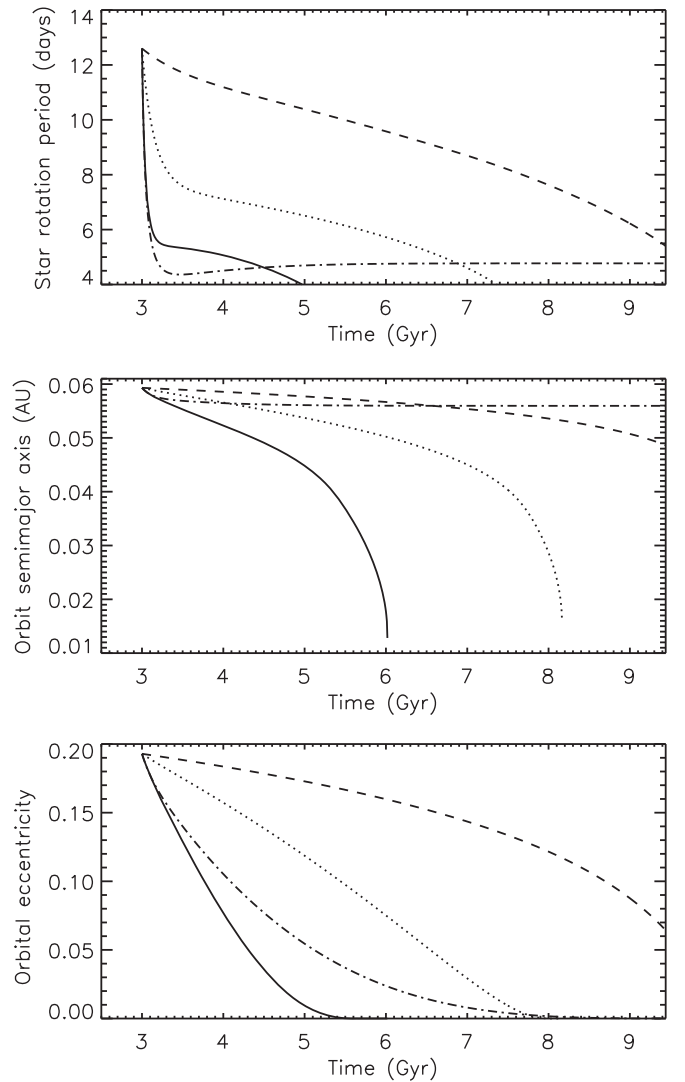 Star rotation period (days)
14
12
10
8
6
4
3 4 5 6 7 8 9
Time (Gyr)
Orbit semimajor axis (AU)
0.06
0.05
0.04
0.03
0.02
0.01
3 4 5 6 7 8 9
Time (Gyr)
Orbital eccentricity
0.20
0.15
0.10
0.05
0.00
3 4 5 6 7 8 9
Time (Gyr)